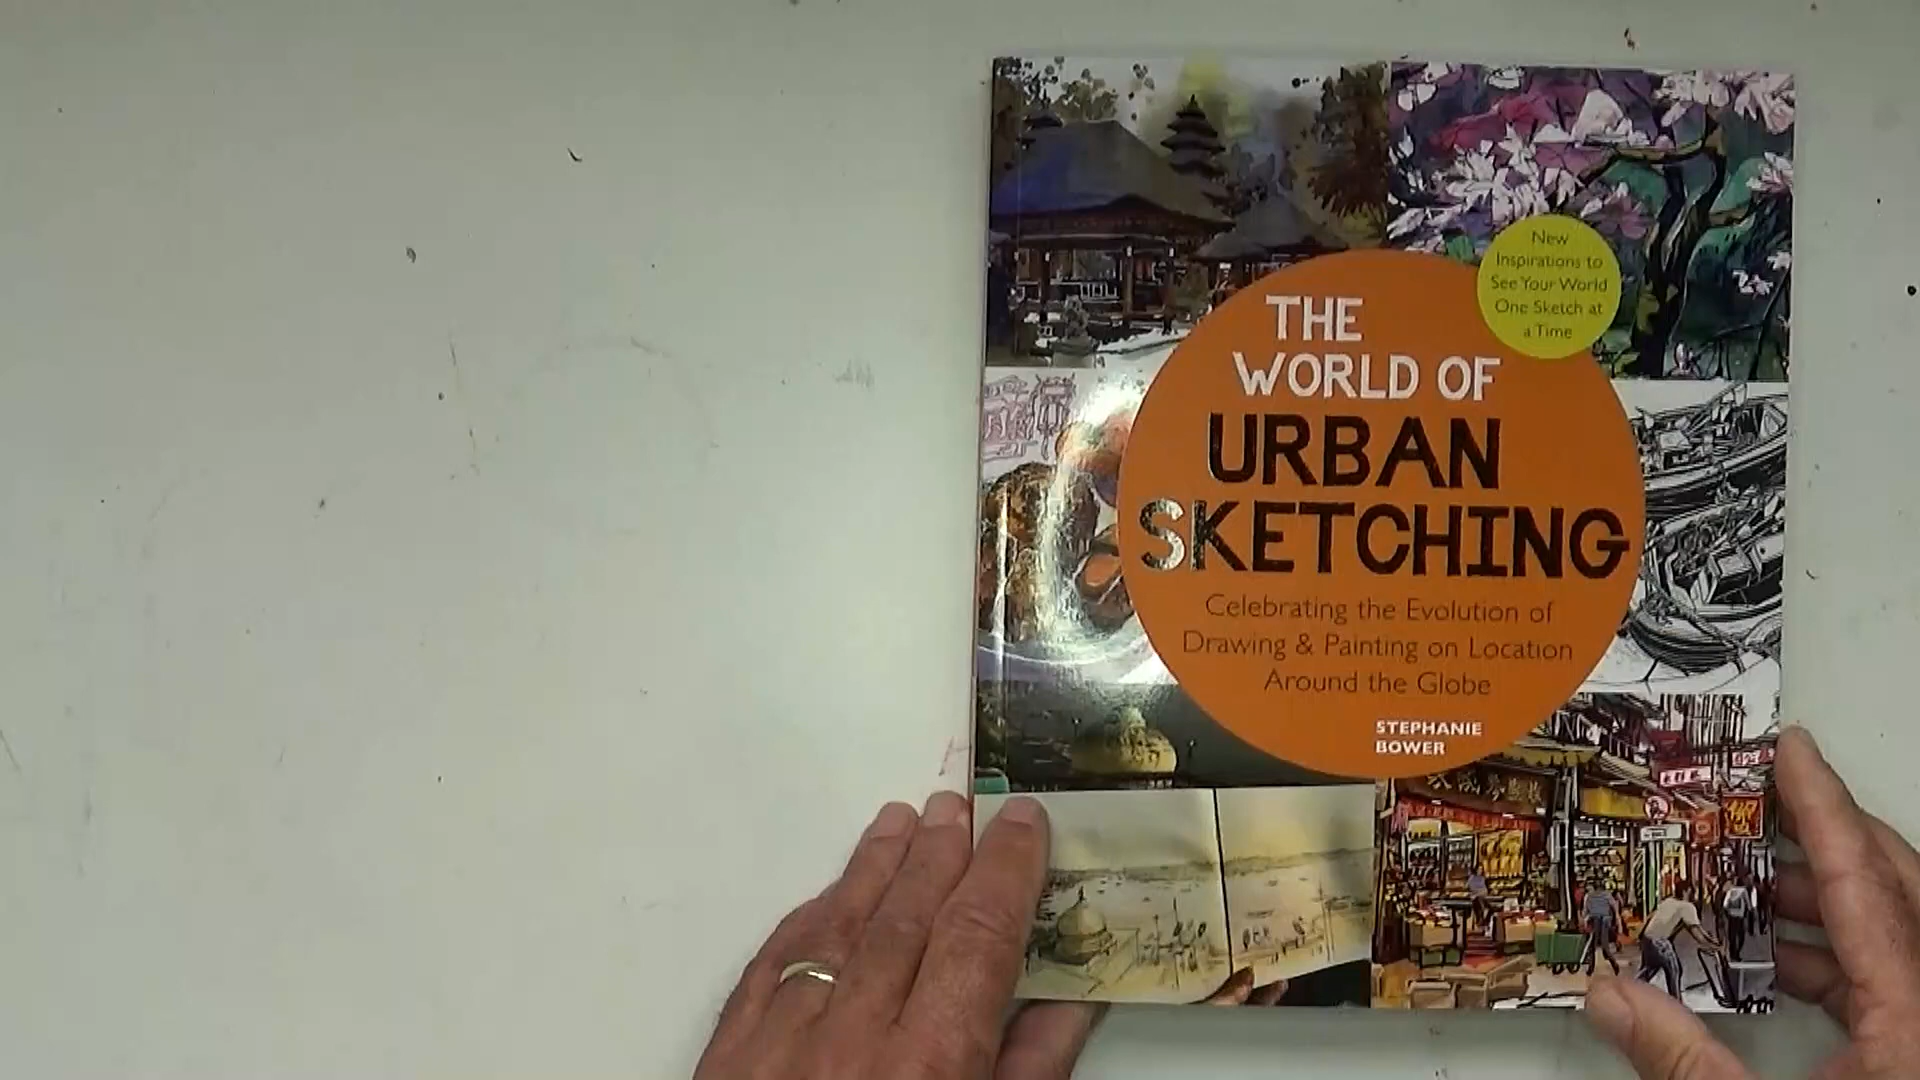 New
Inspirations to
See Your World
One Sketch at
a Time
THE
WORLD OF
URBAN
SKETCHING
Celebrating the Evolution of
Drawing & Painting on Location
Around the Globe
STEPHANIE
BOWER